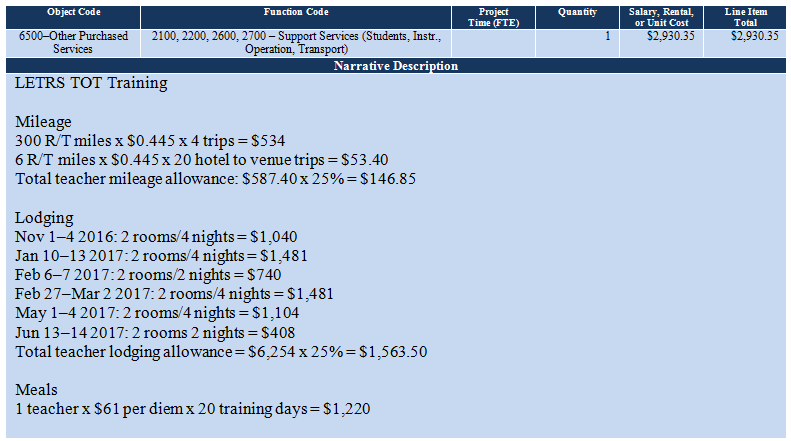 Object Code Function Code Project Time (FTE) Quantity Salary, Rental, or Unit Cost Line Item Total
6500–Other Purchased Services 2100, 2200, 2600, 2700 – Support Services (Students, Instr., Operation, Transport) 1 $2,930.35 $2,930.35
Narrative Description
LETRS TOT Training
Mileage
300 R/T miles x $0.445 x 4 trips = $534
6 R/T miles x $0.445 x 20 hotel to venue trips = $53.40
Total teacher mileage allowance: $587.40 x 25% = $146.85
Lodging
Nov 1–4 2016: 2 rooms/4 nights = $1,040
Jan 10–13 2017: 2 rooms/4 nights = $1,481
Feb 6–7 2017: 2 rooms/2 nights = $740
Feb 27–Mar 2 2017: 2 rooms/4 nights = $1,481
May 1–4 2017: 2 rooms/4 nights = $1,104
Jun 13–14 2017: 2 rooms 2 nights = $408
Total teacher lodging allowance = $6,254 x 25% = $1,563.50
Meals
1 teacher x $61 per diem x 20 training days = $1,220